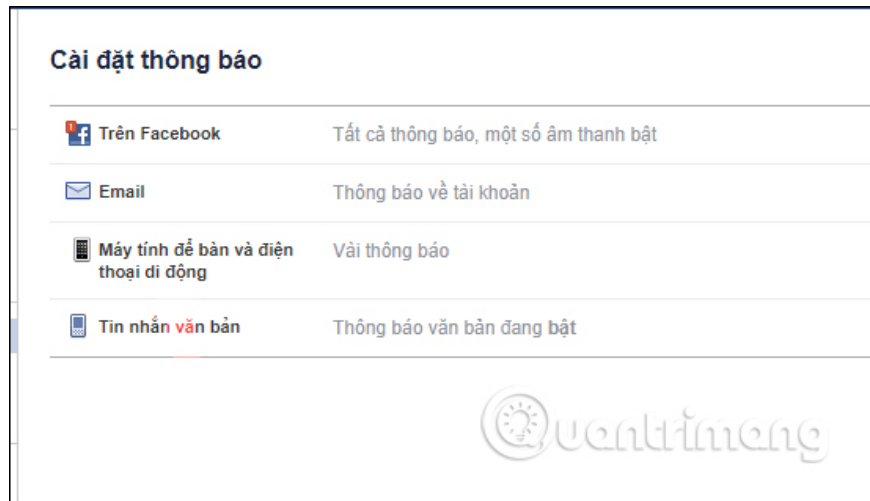 Cài đặt thông báo
Trên Facebook Tất cả thông báo, một số âm thanh bật
Email Thông báo về tài khoản
Máy tính để bàn và điện Vài thông báo
thoại di động
Tin nhắn văn bản Thông báo văn bản đang bật
Quantrimang